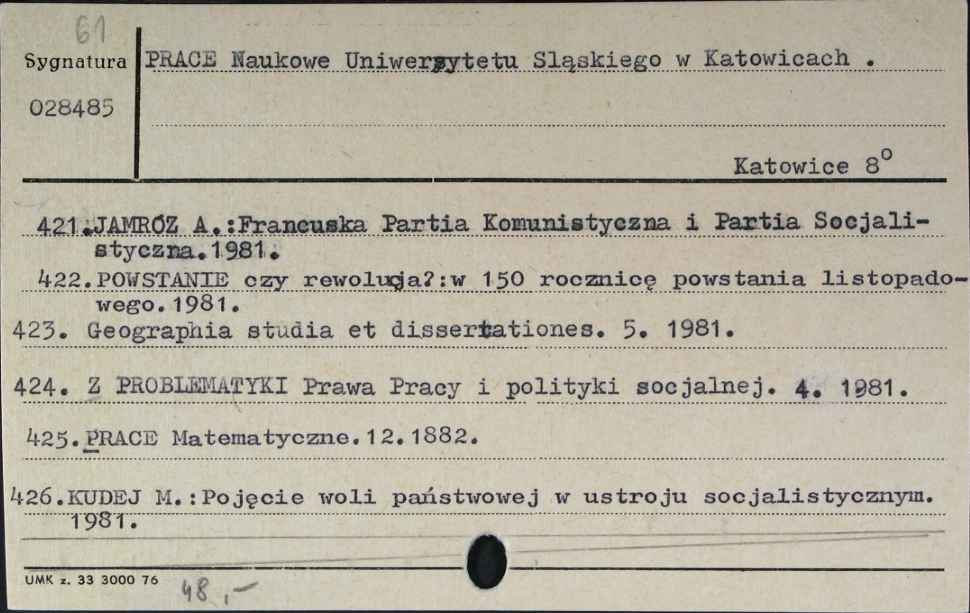 61
Sygnatura
PRACE Naukowe Uniwersytetu Sląskiego w Katowicach .
028485
Katowice 8º
421.JAMRÓZ A.:Francuska Partia Komunistyczna i Partia Socjali-
styczna.1981.
422.POWSTANIE czy rewolucja?:w 150 rocznicę powstania listopado-
wego.1981.
423. Geographia studia et dissertationes. 5. 1981.
424. Z PROBLEMATYKI Prawa Pracy i polityki socjalnej. 4. 1981.
425.PRACE Matematyczne.12.1882.
426.KUDEJ M.:Pojęcie woli państwowej w ustroju socjalistycznym.
1981.
UMK z. 33 3000 76
48,-